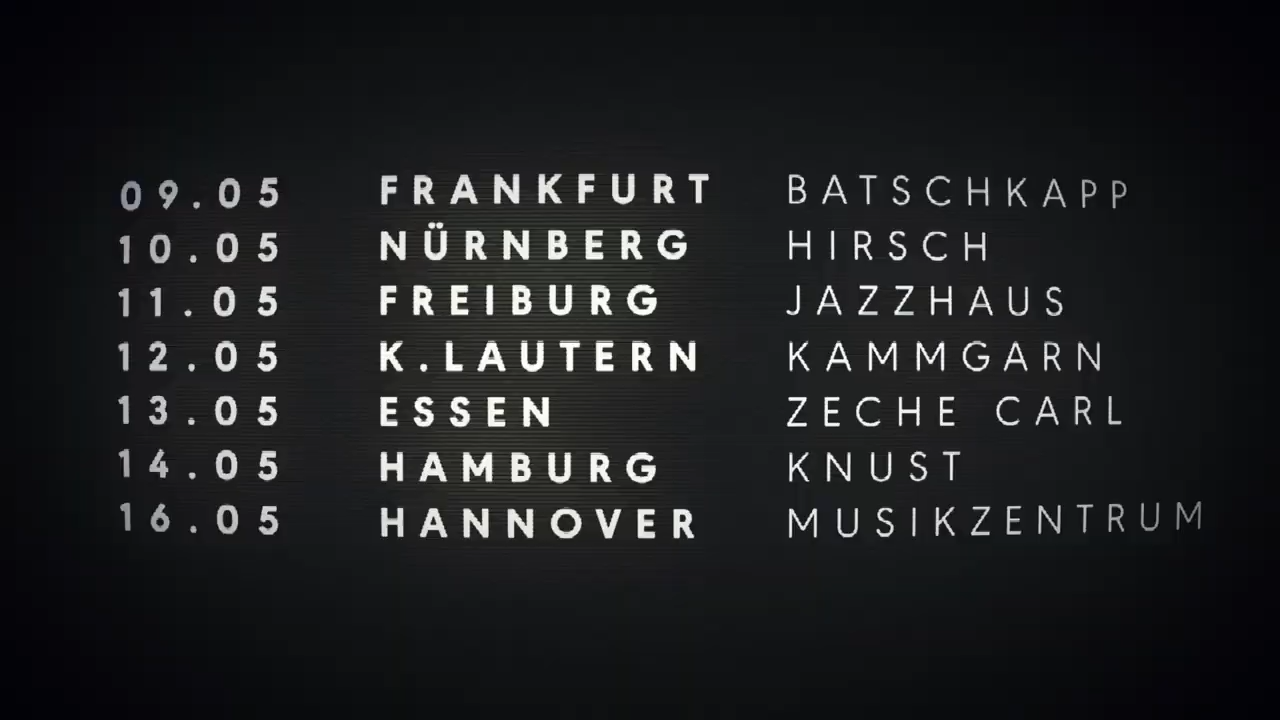 09.05 FRANKFURT BATSCHKAPP
10.05 NÜRNBERG HIRSCH
11.05 FREIBURG JAZZHAUS
12.05 K.LAUTERN KAMMGARN
13.05 ESSEN ZECHE CARL
14.05 HAMBURG KNUST
16.05 HANNOVER MUSIKZENTRUM